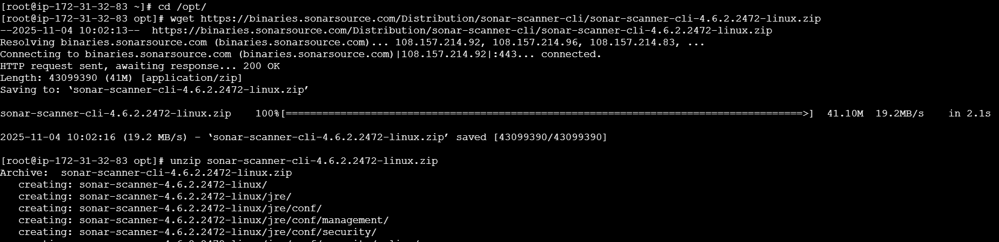 [root@ip-172-31-32-83 ~]# cd /opt/
[root@ip-172-31-32-83 opt]# wget https://binaries.sonarsource.com/Distribution/sonar-scanner-cli/sonar-scanner-cli-4.6.2.2472-linux.zip
--2025-11-04 10:02:13--  https://binaries.sonarsource.com/Distribution/sonar-scanner-cli/sonar-scanner-cli-4.6.2.2472-linux.zip
Resolving binaries.sonarsource.com (binaries.sonarsource.com)... 108.157.214.92, 108.157.214.96, 108.157.214.83, ...
Connecting to binaries.sonarsource.com (binaries.sonarsource.com)|108.157.214.92|:443... connected.
HTTP request sent, awaiting response... 200 OK
Length: 43099390 (41M) [application/zip]
Saving to: ‘sonar-scanner-cli-4.6.2.2472-linux.zip’
sonar-scanner-cli-4.6.2.2472-linux.zip    100%[=====================================================================================>]  41.10M  19.2MB/s    in 2.1s
2025-11-04 10:02:16 (19.2 MB/s) - ‘sonar-scanner-cli-4.6.2.2472-linux.zip’ saved [43099390/43099390]
[root@ip-172-31-32-83 opt]# unzip sonar-scanner-cli-4.6.2.2472-linux.zip
Archive:  sonar-scanner-cli-4.6.2.2472-linux.zip
   creating: sonar-scanner-4.6.2.2472-linux/
   creating: sonar-scanner-4.6.2.2472-linux/jre/
   creating: sonar-scanner-4.6.2.2472-linux/jre/conf/
   creating: sonar-scanner-4.6.2.2472-linux/jre/conf/management/
   creating: sonar-scanner-4.6.2.2472-linux/jre/conf/security/